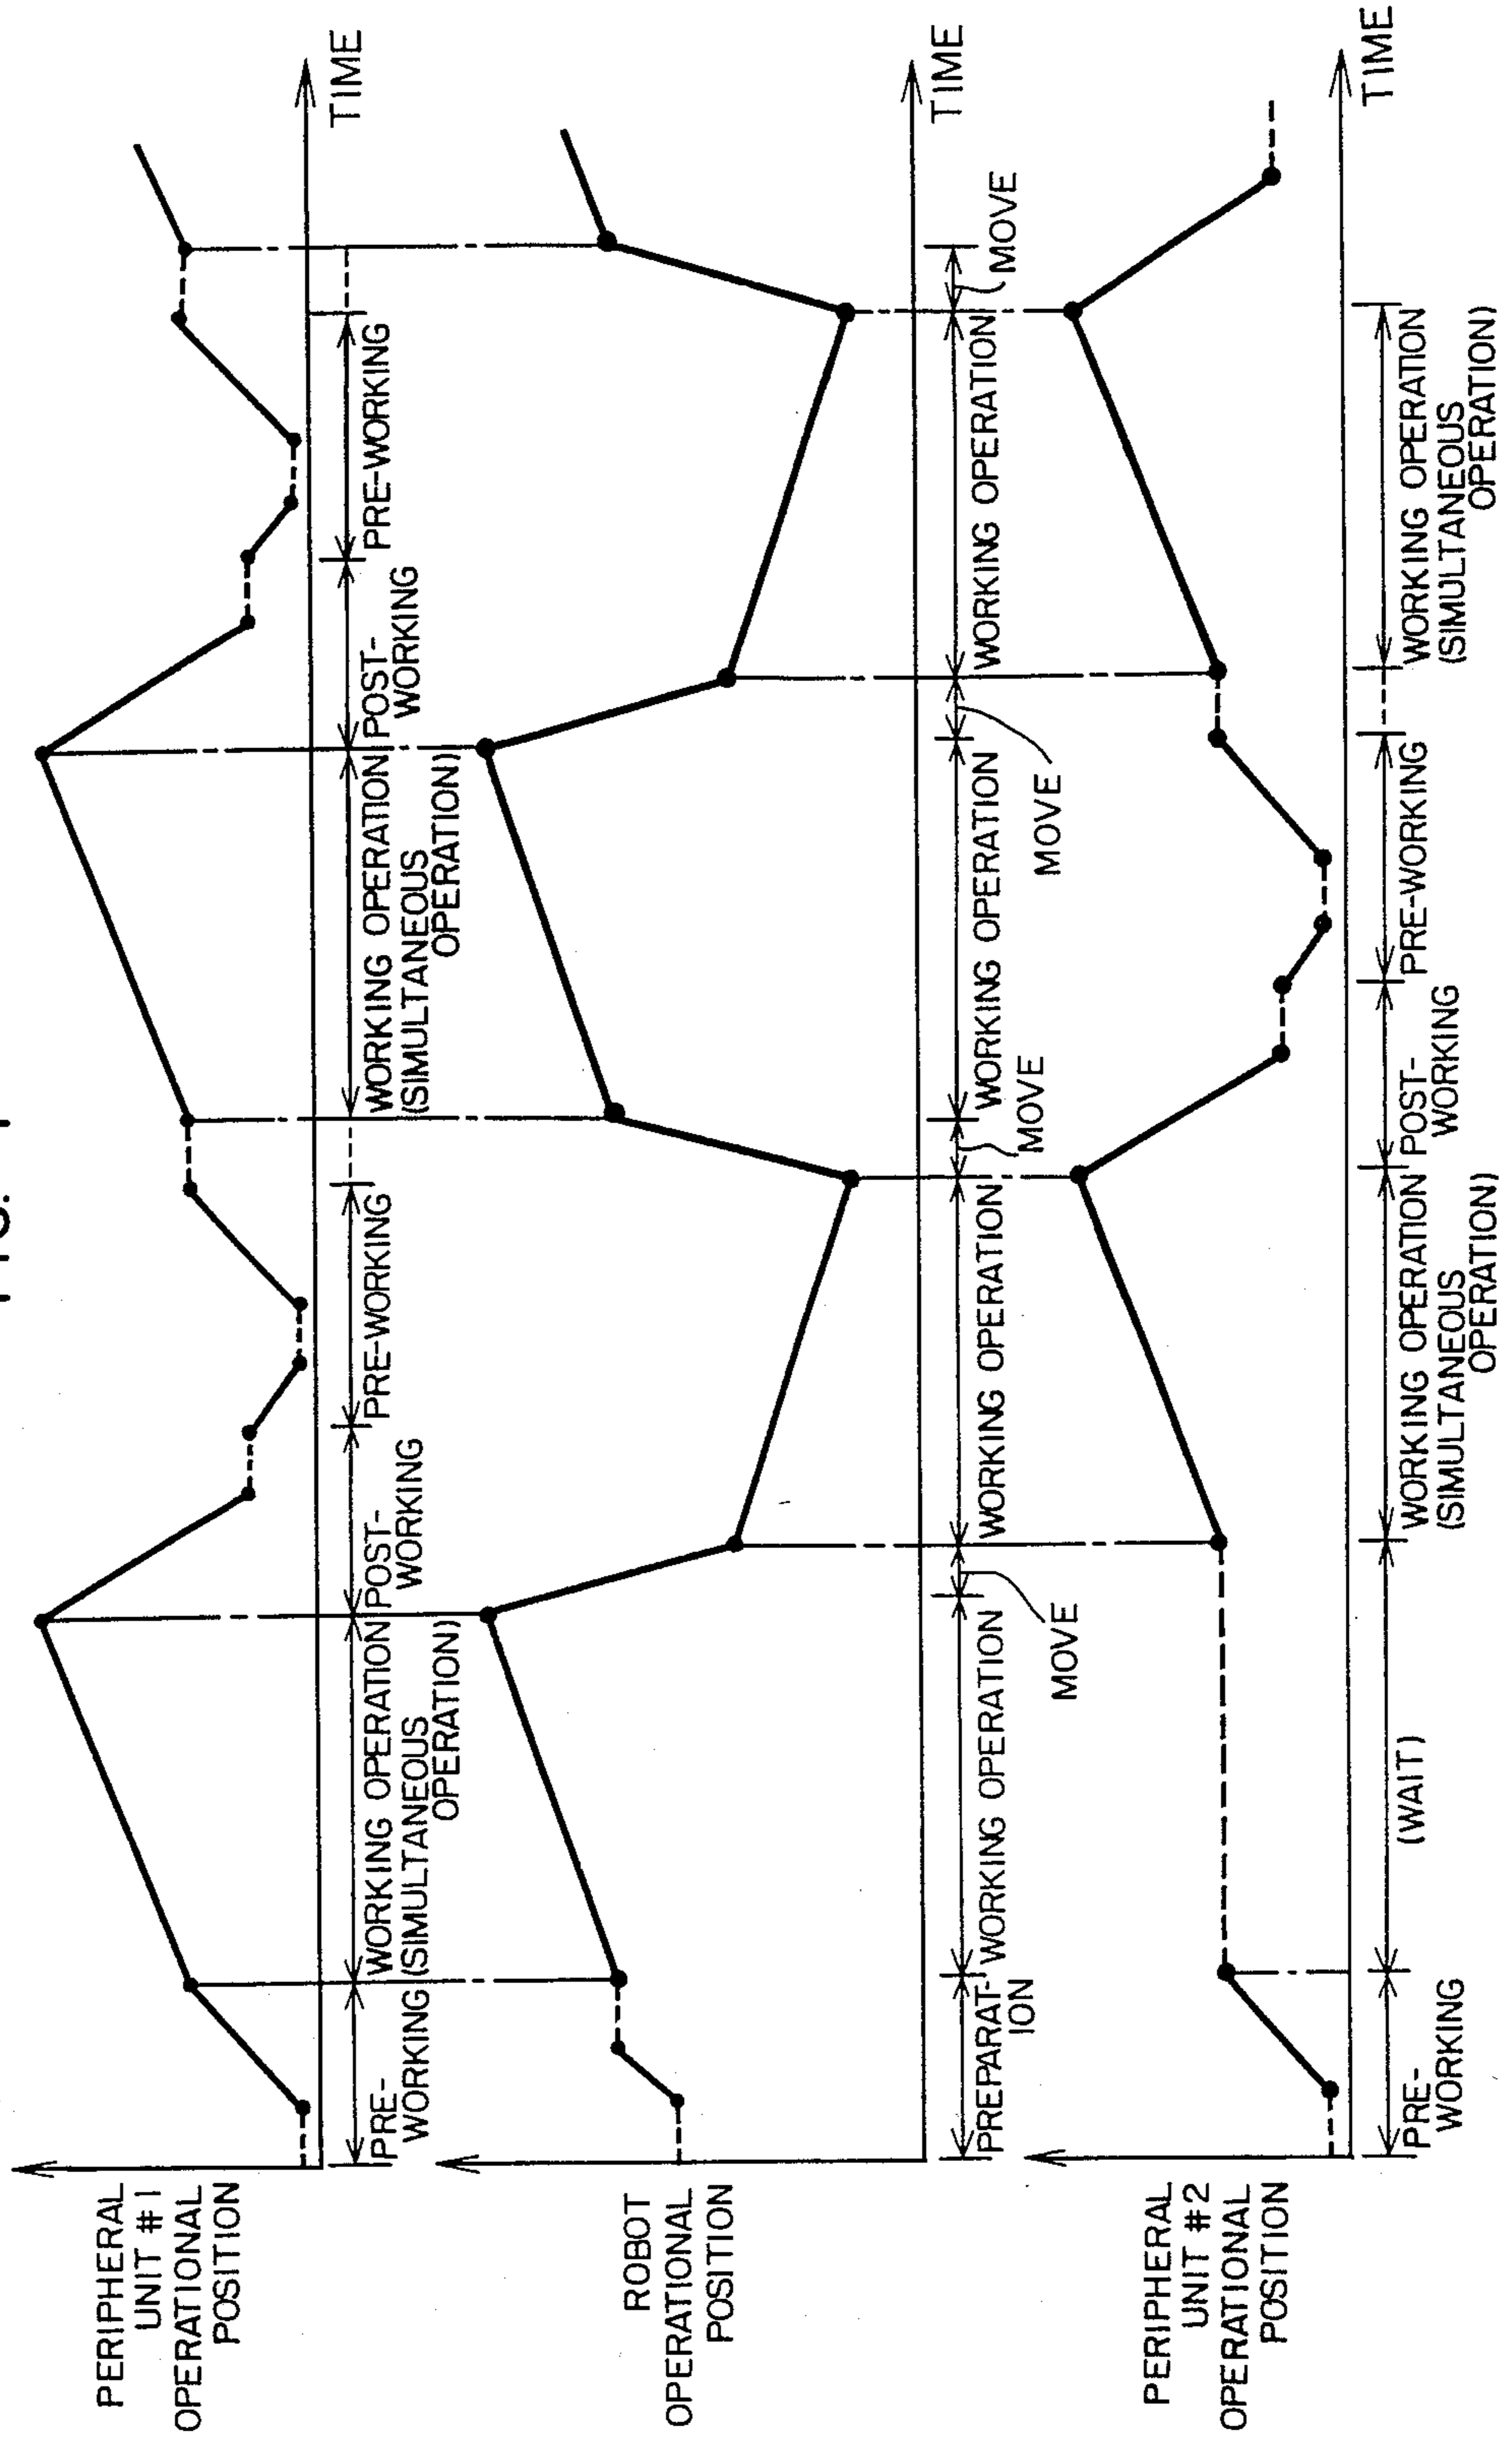 PERIPHERAL
UNIT #1
OPERATIONAL
POSITION
PRE-
WORKING
WORKING OPERATION
(SIMULTANEOUS
OPERATION)
POST-
WORKING
PRE-WORKING
WORKING OPERATION
(SIMULTANEOUS
OPERATION)
POST-
WORKING
PRE-WORKING
TIME
ROBOT
OPERATIONAL
POSITION
PREPARAT-
ION
WORKING OPERATION
MOVE
WORKING OPERATION
MOVE
WORKING OPERATION
MOVE
WORKING OPERATION
MOVE
TIME
PERIPHERAL
UNIT #2
OPERATIONAL
POSITION
PRE-
WORKING
(WAIT)
WORKING OPERATION
(SIMULTANEOUS
OPERATION)
POST-
WORKING
PRE-WORKING
WORKING OPERATION
(SIMULTANEOUS
OPERATION)
TIME